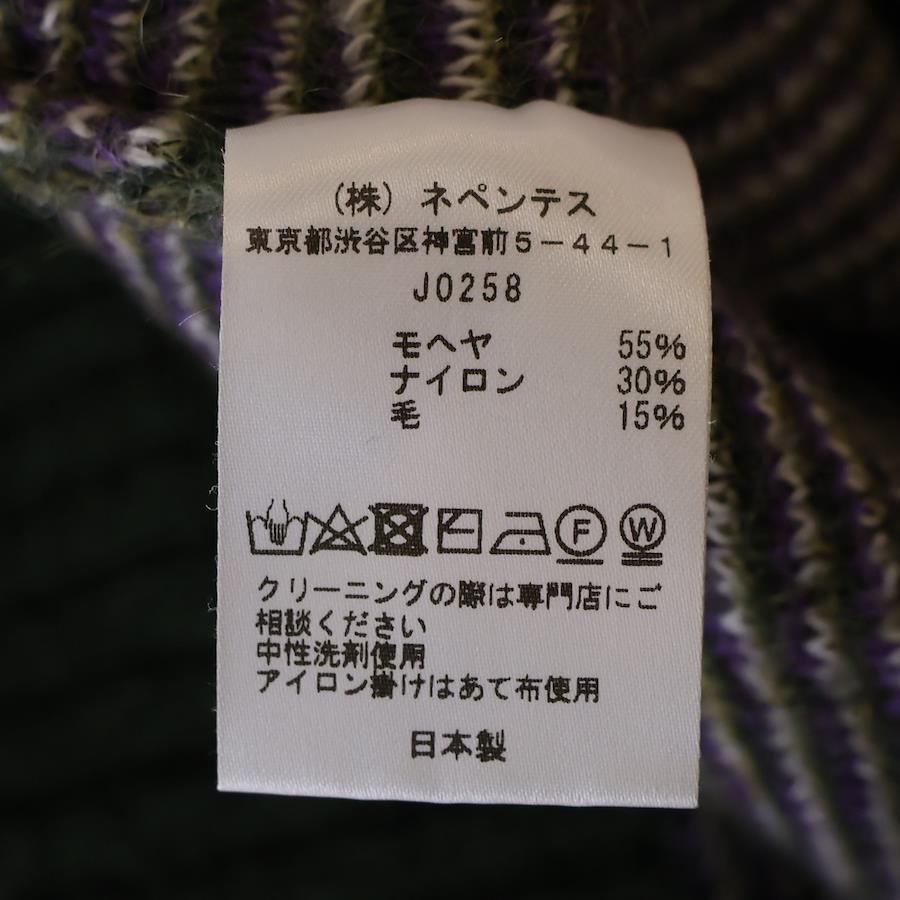 (株) ネペンテス
東京都渋谷区神宮前5-44-1
J0258
モヘヤ 55%
ナイロン 30%
毛 15%
F W
クリーニングの際は専門店にご
相談ください
中性洗剤使用
アイロン掛けはあて布使用
日本製